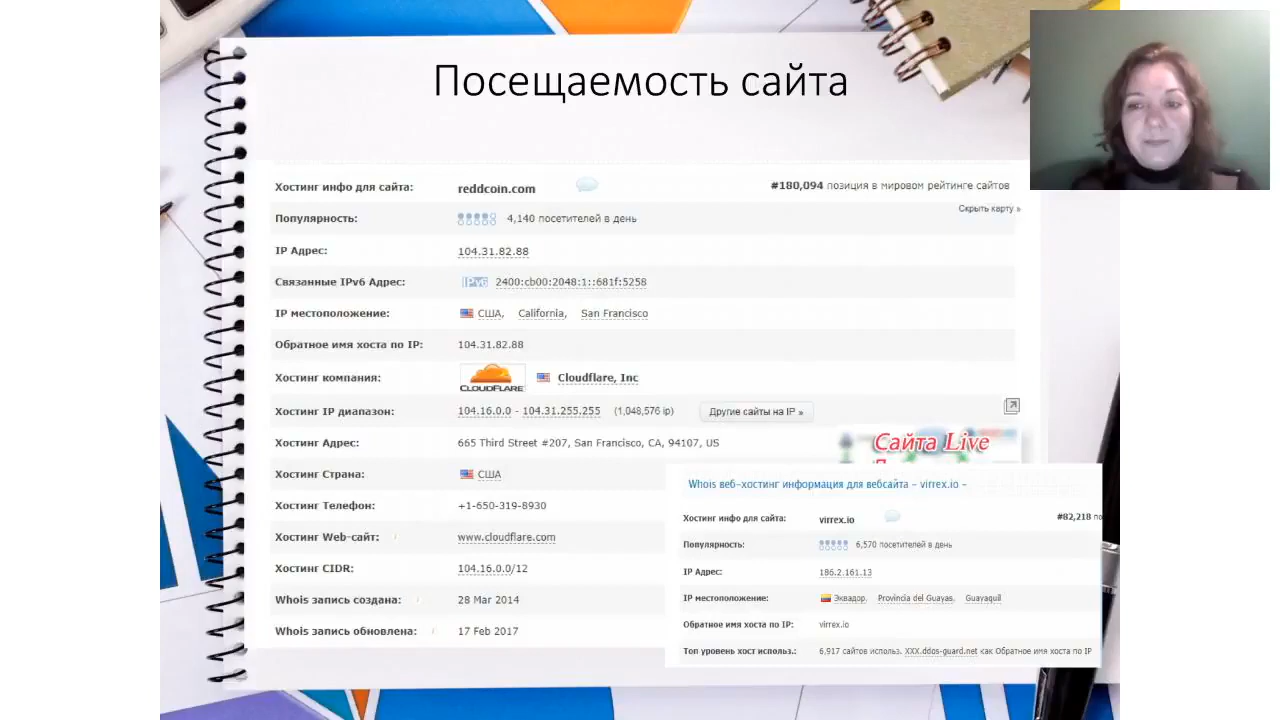 Посещаемость сайта
Хостинг инфо для сайта: reddcoin.com #180,094 позиция в мировом рейтинге сайтов
Популярность: 4,140 посетителей в день Скрыть карту »
IP Адрес: 104.31.82.88
Связанные IPv6 Адрес: IPv6 2400:cb00:2048:1::681f:5258
IP местоположение: США, California, San Francisco
Обратное имя хоста по IP: 104.31.82.88
Хостинг компания: CLOUDFLARE Cloudflare, Inc
Хостинг IP диапазон: 104.16.0.0 - 104.31.255.255 (1,048,576 ip) Другие сайты на IP »
Хостинг Адрес: 665 Third Street #207, San Francisco, CA, 94107, US
Сайта Live
Хостинг Страна: США
Хостинг Телефон: +1-650-319-8930
Хостинг Web-сайт: www.cloudflare.com
Хостинг CIDR: 104.16.0.0/12
Whois запись создана: 28 Mar 2014
Whois запись обновлена: 17 Feb 2017
Whois веб-хостинг информация для вебсайта - virrex.io -
Хостинг инфо для сайта: virrex.io #82,218 по
Популярность: 6,570 посетителей в день
IP Адрес: 186.2.161.13
IP местоположение: Эквадор, Provincia del Guayas, Guayaquil
Обратное имя хоста по IP: virrex.io
Топ уровень хост использ.: 6,917 сайтов использ. XXX.ddos-guard.net как Обратное имя хоста по IP